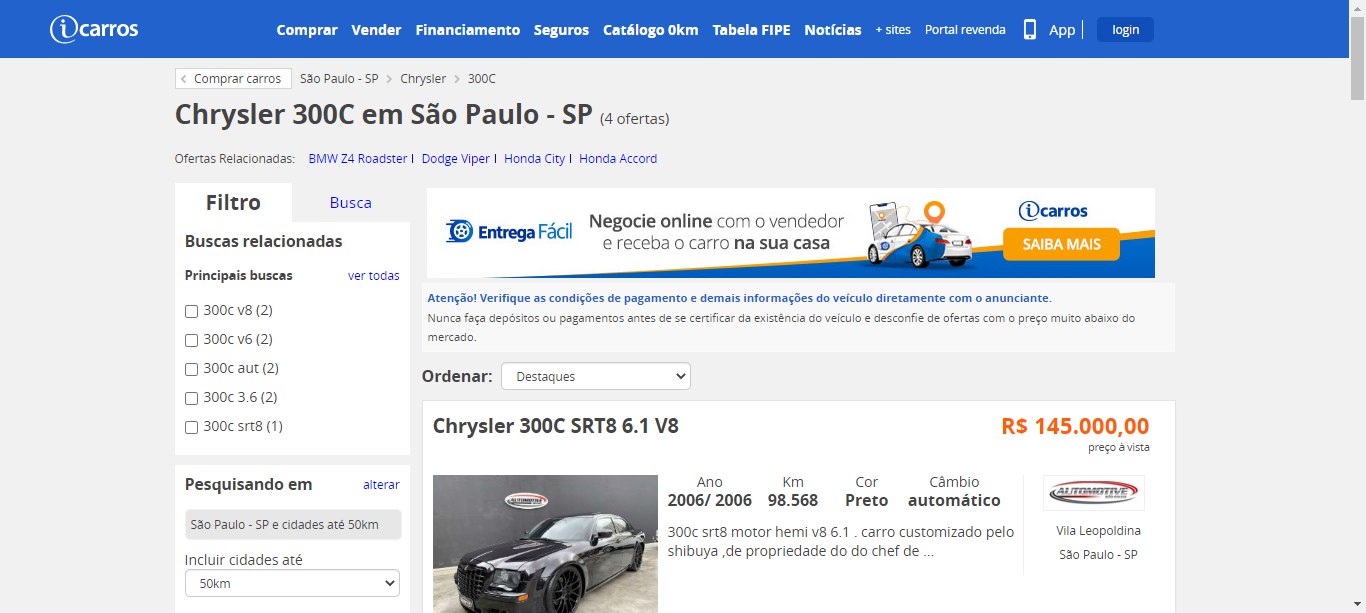 icarros
Comprar Vender Financiamento Seguros Catálogo 0km Tabela FIPE Notícias + sites Portal revenda App login
Comprar carros São Paulo - SP Chrysler 300C
Chrysler 300C em São Paulo - SP (4 ofertas)
Ofertas Relacionadas: BMW Z4 Roadster | Dodge Viper | Honda City | Honda Accord
Filtro Busca
Buscas relacionadas
Principais buscas ver todas
300c v8 (2)
300c v6 (2)
300c aut (2)
300c 3.6 (2)
300c srt8 (1)
Pesquisando em alterar
São Paulo - SP e cidades até 50km
Incluir cidades até
50km
Entrega Fácil
Negocie online com o vendedor
e receba o carro na sua casa
icarros
SAIBA MAIS
Atenção! Verifique as condições de pagamento e demais informações do veículo diretamente com o anunciante.
Nunca faça depósitos ou pagamentos antes de se certificar da existência do veículo e desconfie de ofertas com o preço muito abaixo do
mercado.
Ordenar: Destaques
Chrysler 300C SRT8 6.1 V8
R$ 145.000,00
preço à vista
AUTOMOTIVE
Ano Km Cor Câmbio
2006/ 2006 98.568 Preto automático
300c srt8 motor hemi v8 6.1 . carro customizado pelo
shibuya ,de propriedade do do chef de ...
AUTOMOTIVE
Vila Leopoldina
São Paulo - SP